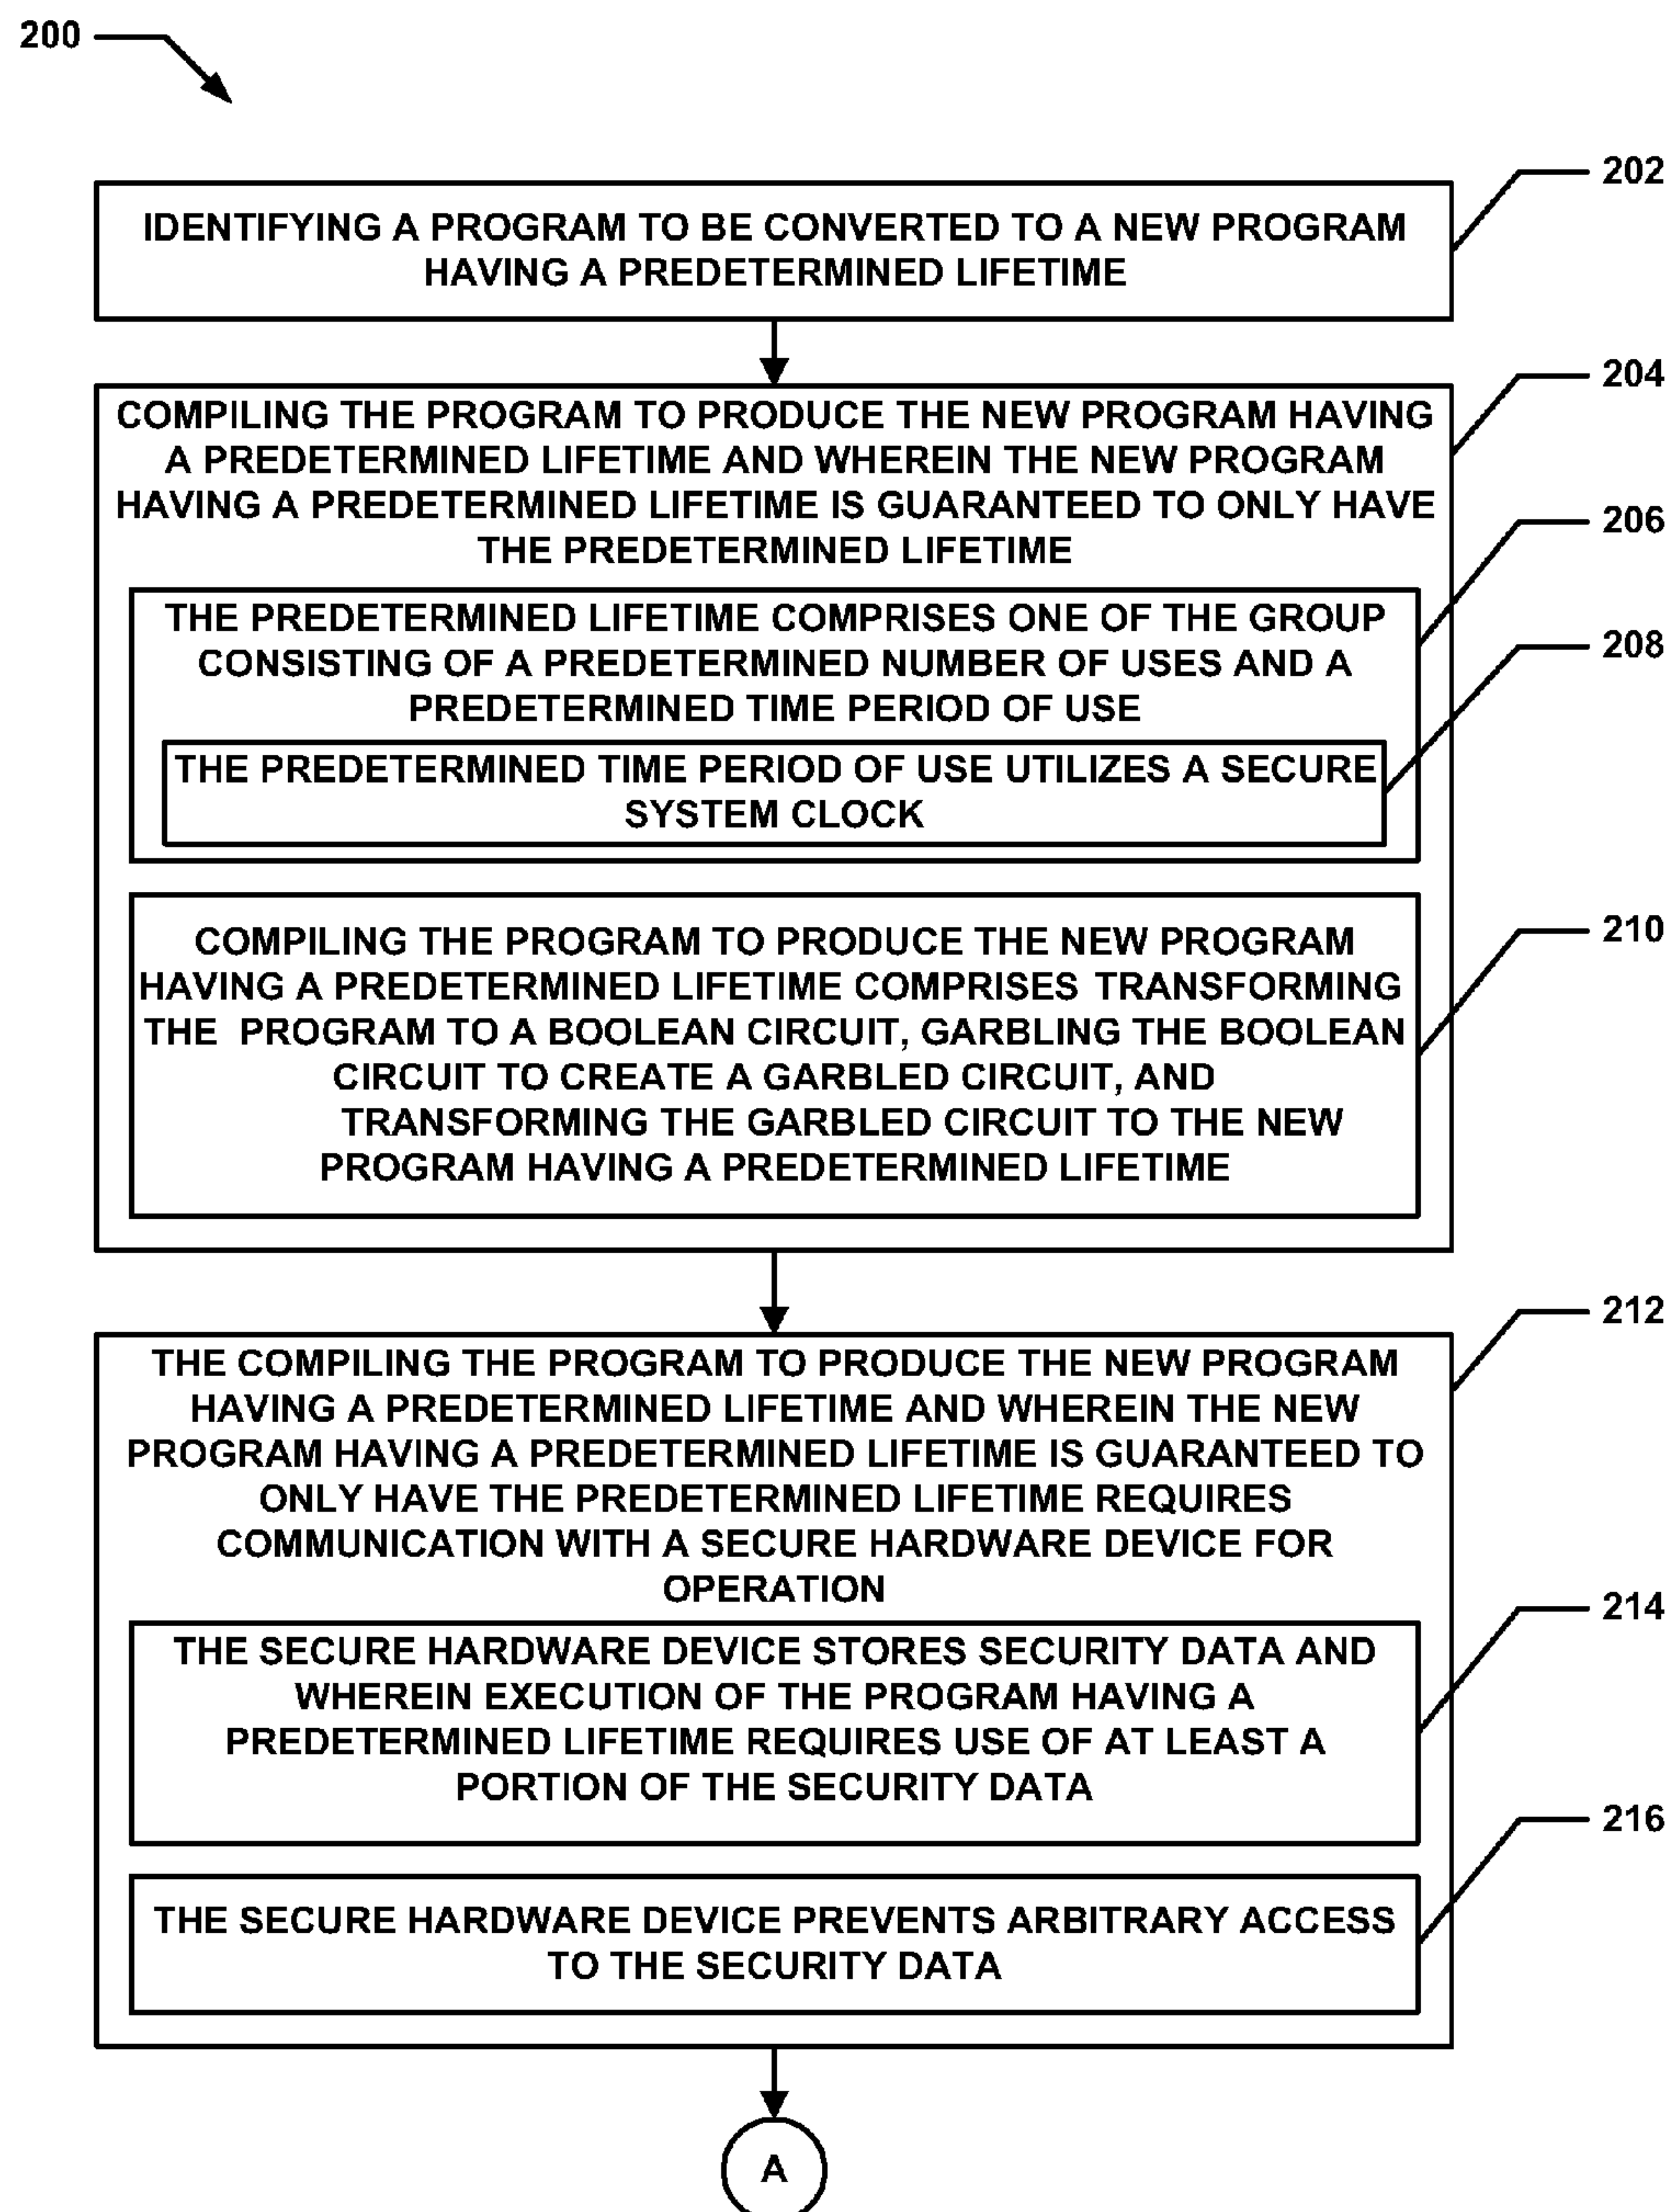 200
202
IDENTIFYING A PROGRAM TO BE CONVERTED TO A NEW PROGRAM
HAVING A PREDETERMINED LIFETIME
204
COMPILING THE PROGRAM TO PRODUCE THE NEW PROGRAM HAVING
A PREDETERMINED LIFETIME AND WHEREIN THE NEW PROGRAM
HAVING A PREDETERMINED LIFETIME IS GUARANTEED TO ONLY HAVE
THE PREDETERMINED LIFETIME
206
THE PREDETERMINED LIFETIME COMPRISES ONE OF THE GROUP
CONSISTING OF A PREDETERMINED NUMBER OF USES AND A
PREDETERMINED TIME PERIOD OF USE
208
THE PREDETERMINED TIME PERIOD OF USE UTILIZES A SECURE
SYSTEM CLOCK
210
COMPILING THE PROGRAM TO PRODUCE THE NEW PROGRAM
HAVING A PREDETERMINED LIFETIME COMPRISES TRANSFORMING
THE PROGRAM TO A BOOLEAN CIRCUIT, GARBLING THE BOOLEAN
CIRCUIT TO CREATE A GARBLED CIRCUIT, AND
TRANSFORMING THE GARBLED CIRCUIT TO THE NEW
PROGRAM HAVING A PREDETERMINED LIFETIME
212
THE COMPILING THE PROGRAM TO PRODUCE THE NEW PROGRAM
HAVING A PREDETERMINED LIFETIME AND WHEREIN THE NEW
PROGRAM HAVING A PREDETERMINED LIFETIME IS GUARANTEED TO
ONLY HAVE THE PREDETERMINED LIFETIME REQUIRES
COMMUNICATION WITH A SECURE HARDWARE DEVICE FOR
OPERATION
214
THE SECURE HARDWARE DEVICE STORES SECURITY DATA AND
WHEREIN EXECUTION OF THE PROGRAM HAVING A
PREDETERMINED LIFETIME REQUIRES USE OF AT LEAST A
PORTION OF THE SECURITY DATA
216
THE SECURE HARDWARE DEVICE PREVENTS ARBITRARY ACCESS
TO THE SECURITY DATA
A